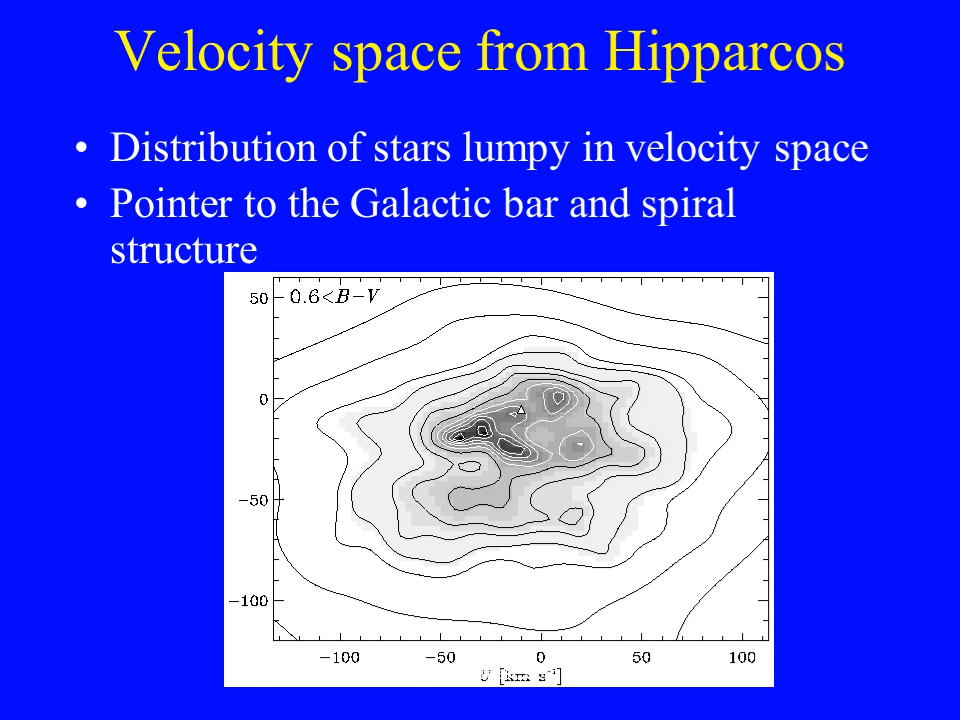 Velocity space from Hipparcos
• Distribution of stars lumpy in velocity space
• Pointer to the Galactic bar and spiral
structure
0.6<B−V
50
0
−50
−100
−100 −50 0 50 100
U [km s⁻¹]